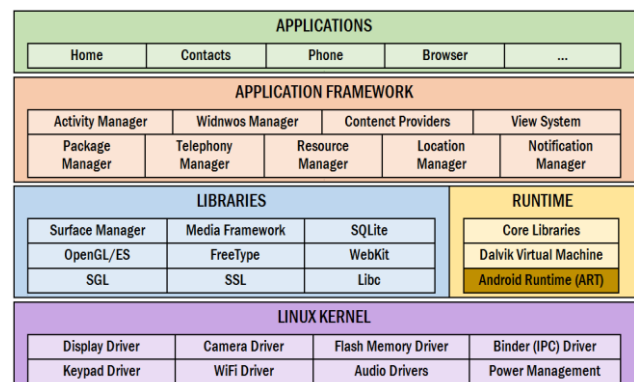 APPLICATIONS
Home Contacts Phone Browser ...
APPLICATION FRAMEWORK
Activity Manager Widnwos Manager Contenct Providers View System
Package Manager Telephony Manager Resource Manager Location Manager Notification Manager
LIBRARIES
Surface Manager Media Framework SQLite
OpenGL/ES FreeType WebKit
SGL SSL Libc
RUNTIME
Core Libraries
Dalvik Virtual Machine
Android Runtime (ART)
LINUX KERNEL
Display Driver Camera Driver Flash Memory Driver Binder (IPC) Driver
Keypad Driver WiFi Driver Audio Drivers Power Management